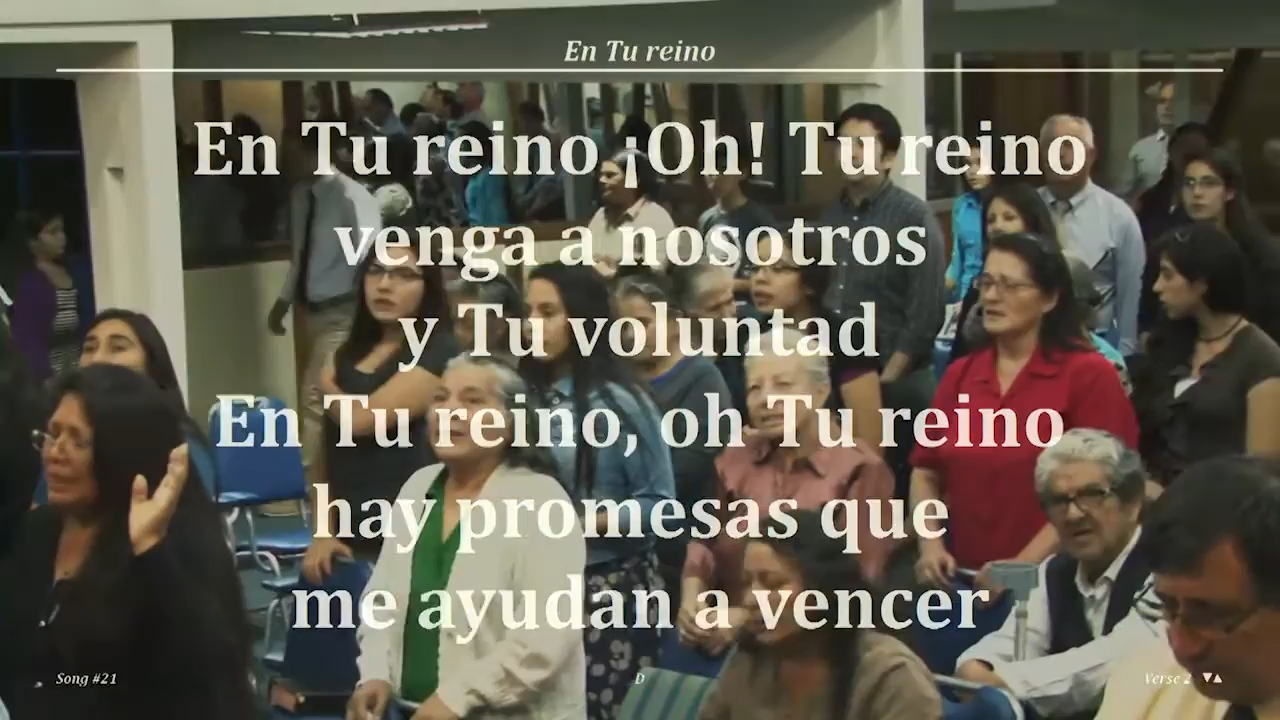 En Tu reino
En Tu reino ¡Oh! Tu reino
venga a nosotros
y Tu voluntad
En Tu reino, oh Tu reino
hay promesas que
me ayudan a vencer
Song #21
D
Verse 2 ▼▲